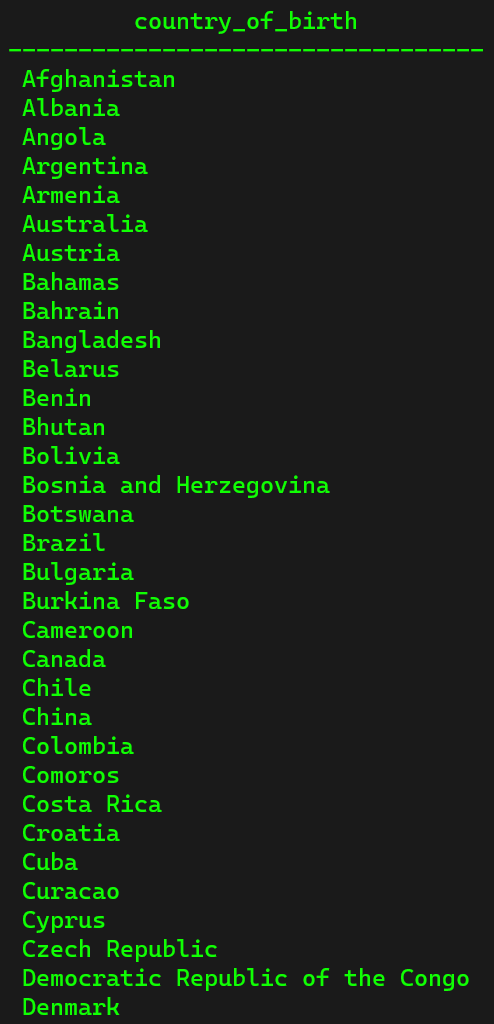 country_of_birth
----------------------------------
Afghanistan
Albania
Angola
Argentina
Armenia
Australia
Austria
Bahamas
Bahrain
Bangladesh
Belarus
Benin
Bhutan
Bolivia
Bosnia and Herzegovina
Botswana
Brazil
Bulgaria
Burkina Faso
Cameroon
Canada
Chile
China
Colombia
Comoros
Costa Rica
Croatia
Cuba
Curacao
Cyprus
Czech Republic
Democratic Republic of the Congo
Denmark